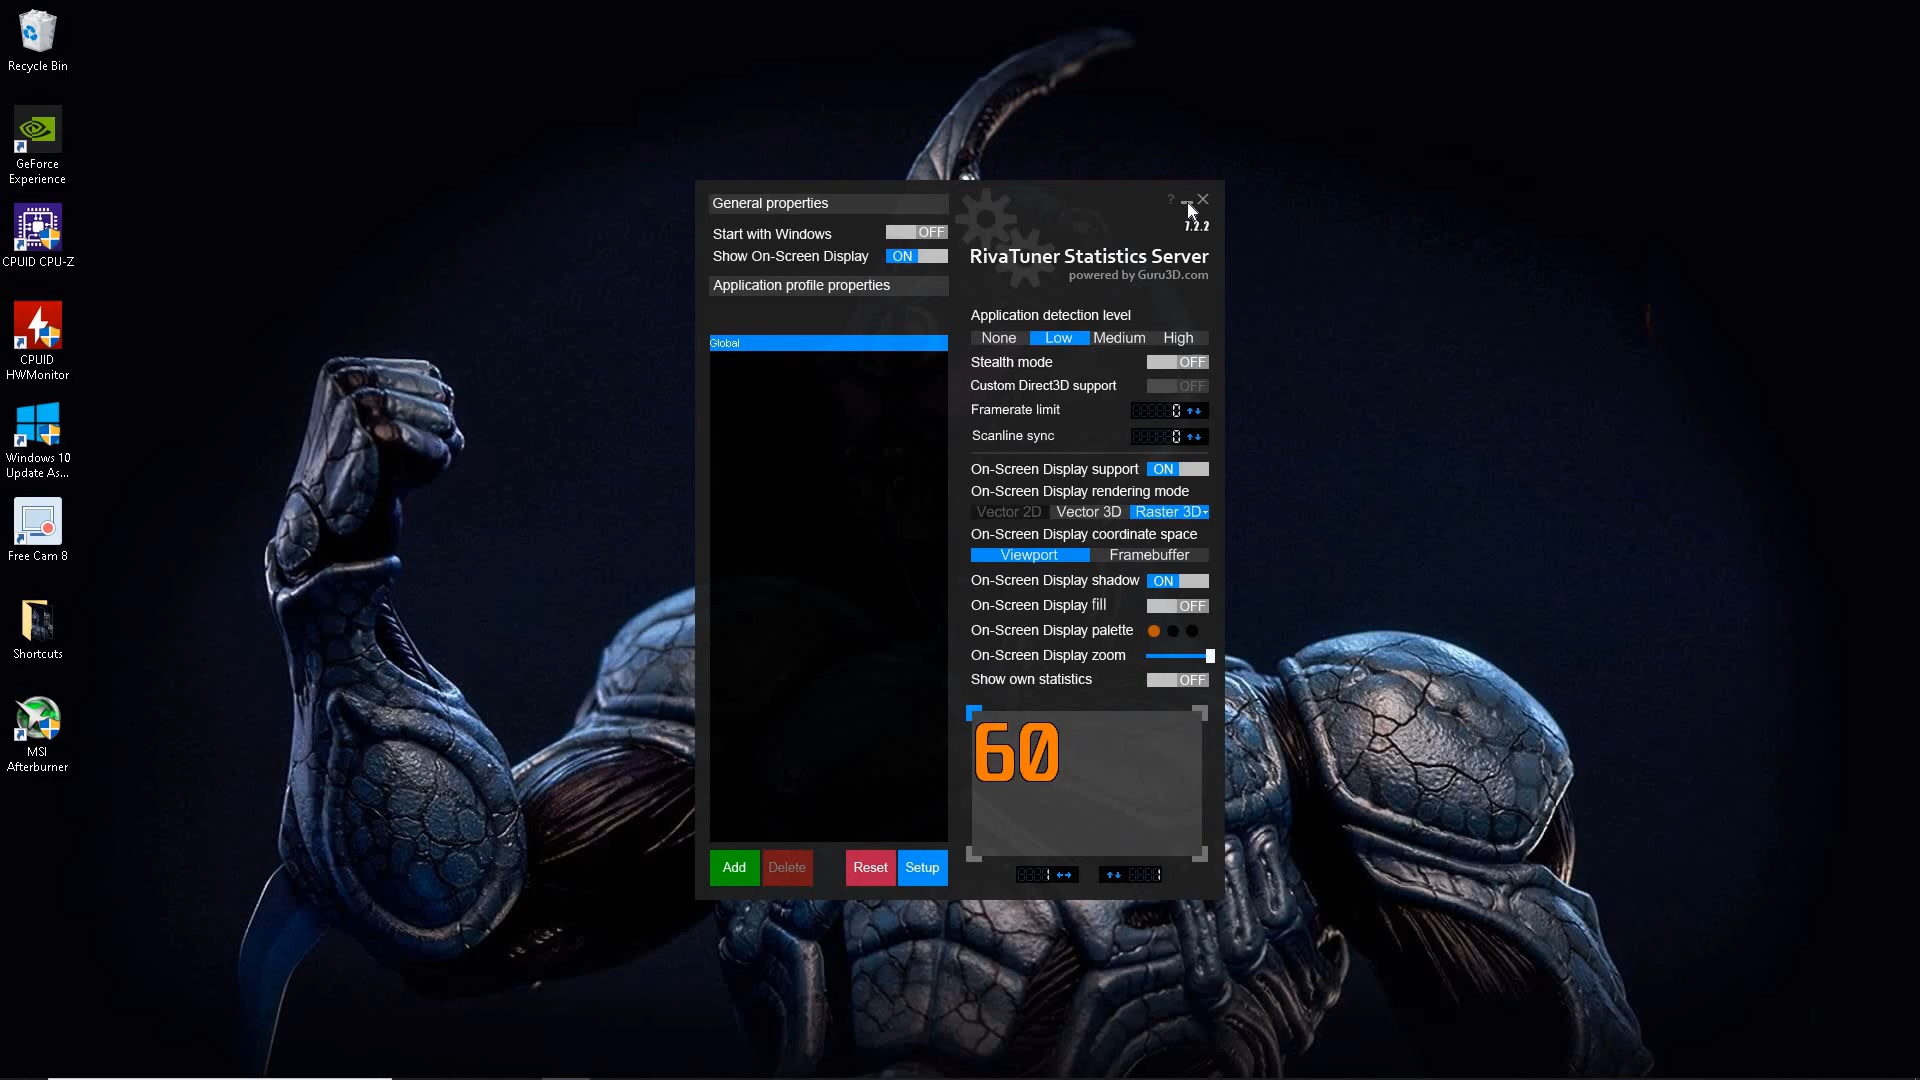 Recycle Bin
GeForce
Experience
CPUID CPU-Z
CPUID
HWMonitor
Windows 10
Update As...
Free Cam 8
Shortcuts
MSI
Afterburner
General properties
Start with Windows OFF
Show On-Screen Display ON
Application profile properties
Global
Add Delete Reset Setup
?
7.2.2
RivaTuner Statistics Server
powered by Guru3D.com
Application detection level
None Low Medium High
Stealth mode OFF
Custom Direct3D support OFF
Framerate limit 0
Scanline sync 0
On-Screen Display support ON
On-Screen Display rendering mode
Vector 2D Vector 3D Raster 3D
On-Screen Display coordinate space
Viewport Framebuffer
On-Screen Display shadow ON
On-Screen Display fill OFF
On-Screen Display palette
On-Screen Display zoom
Show own statistics OFF
60
1 1